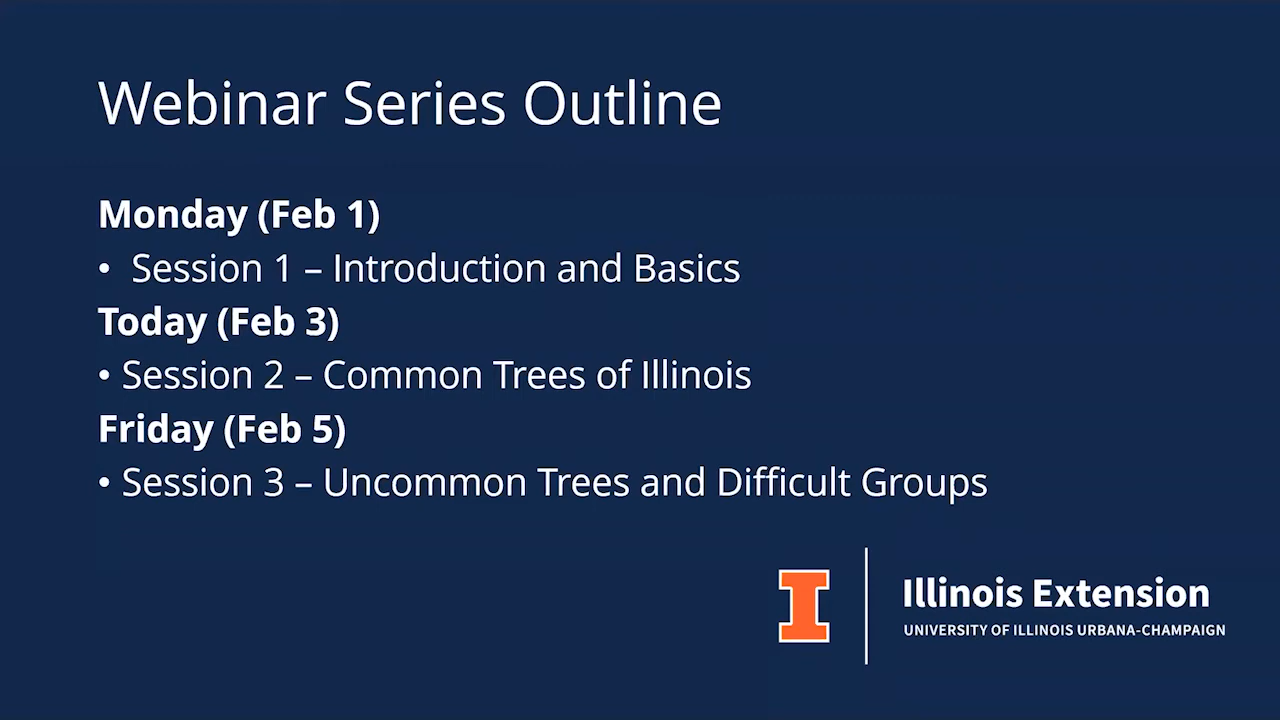 Webinar Series Outline
Monday (Feb 1)
• Session 1 – Introduction and Basics
Today (Feb 3)
• Session 2 – Common Trees of Illinois
Friday (Feb 5)
• Session 3 – Uncommon Trees and Difficult Groups
I
Illinois Extension
UNIVERSITY OF ILLINOIS URBANA-CHAMPAIGN